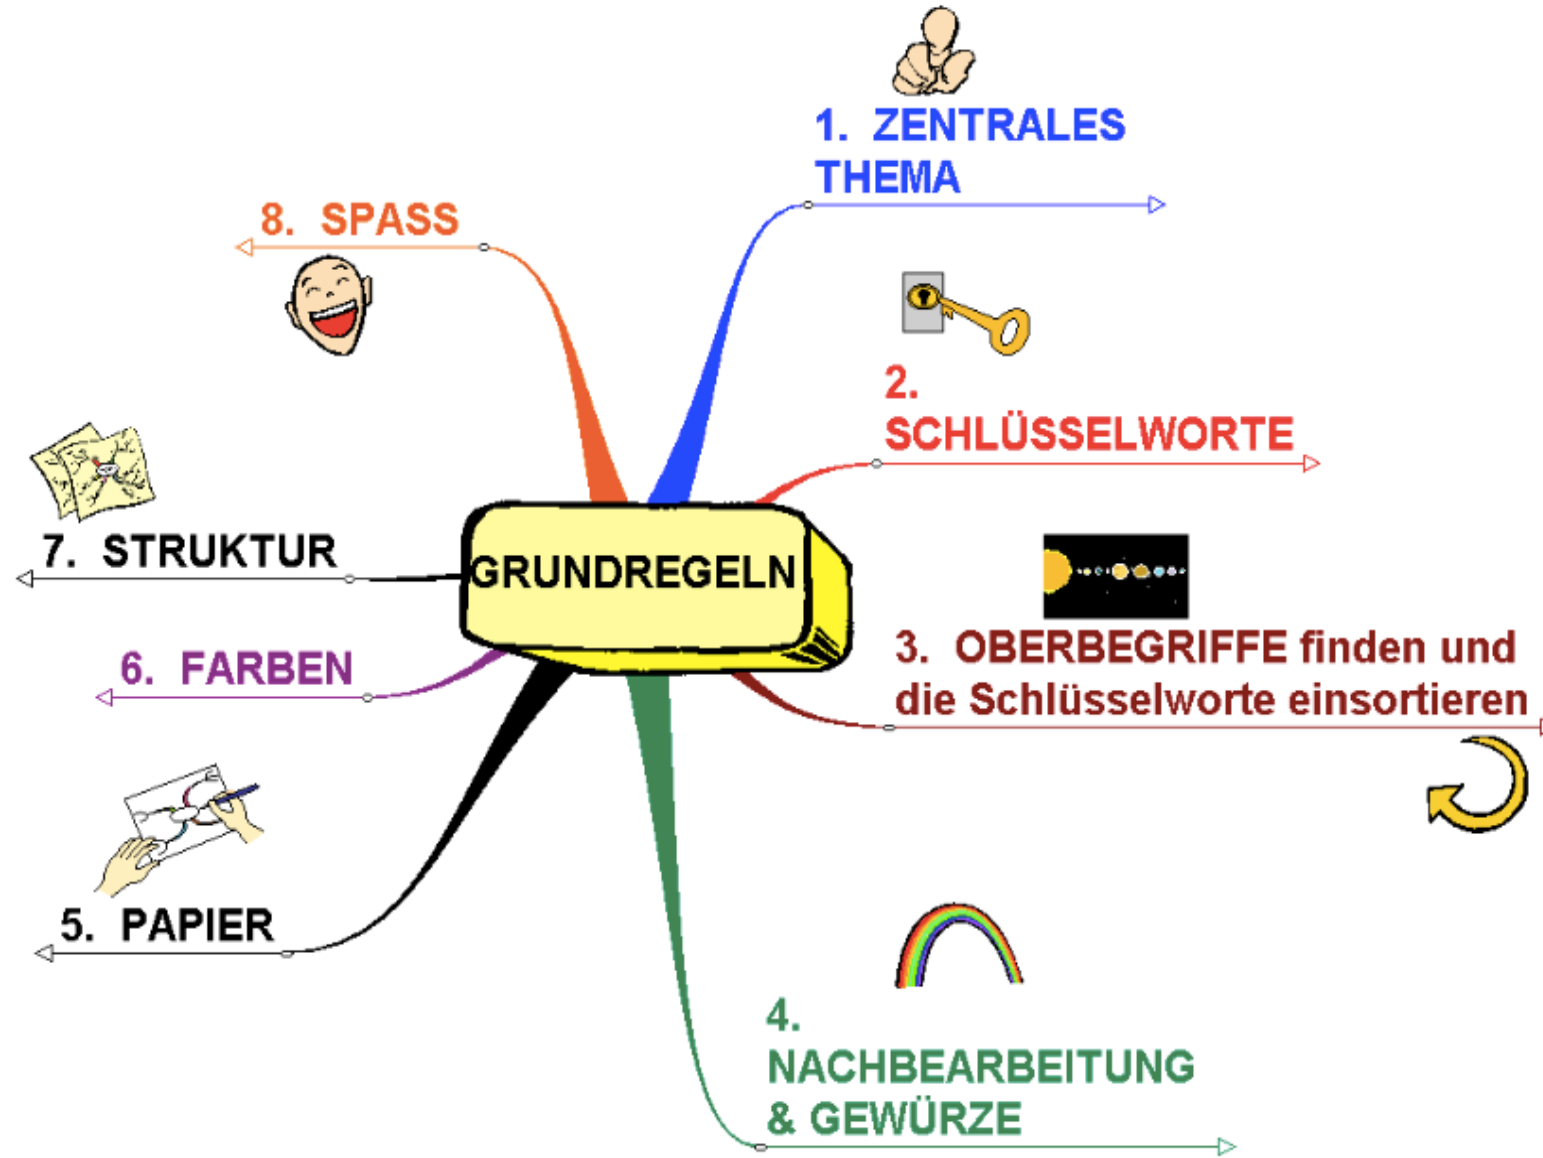 GRUNDREGELN
1. ZENTRALES
THEMA
2.
SCHLÜSSELWORTE
3. OBERBEGRIFFE finden und
die Schlüsselworte einsortieren
4.
NACHBEARBEITUNG
& GEWÜRZE
5. PAPIER
6. FARBEN
7. STRUKTUR
8. SPASS